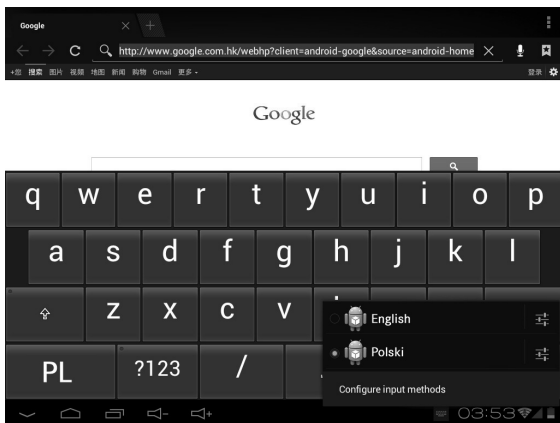 Google
http://www.google.com.hk/webhp?client=android-google&source=android-home
+您 搜索 图片 视频 地图 新闻 购物 Gmail 更多
登录
Google
q w e r t y u i o p
a s d f g h j k l
z x c v
English
Polski
PL ?123 /
Configure input methods
03:53